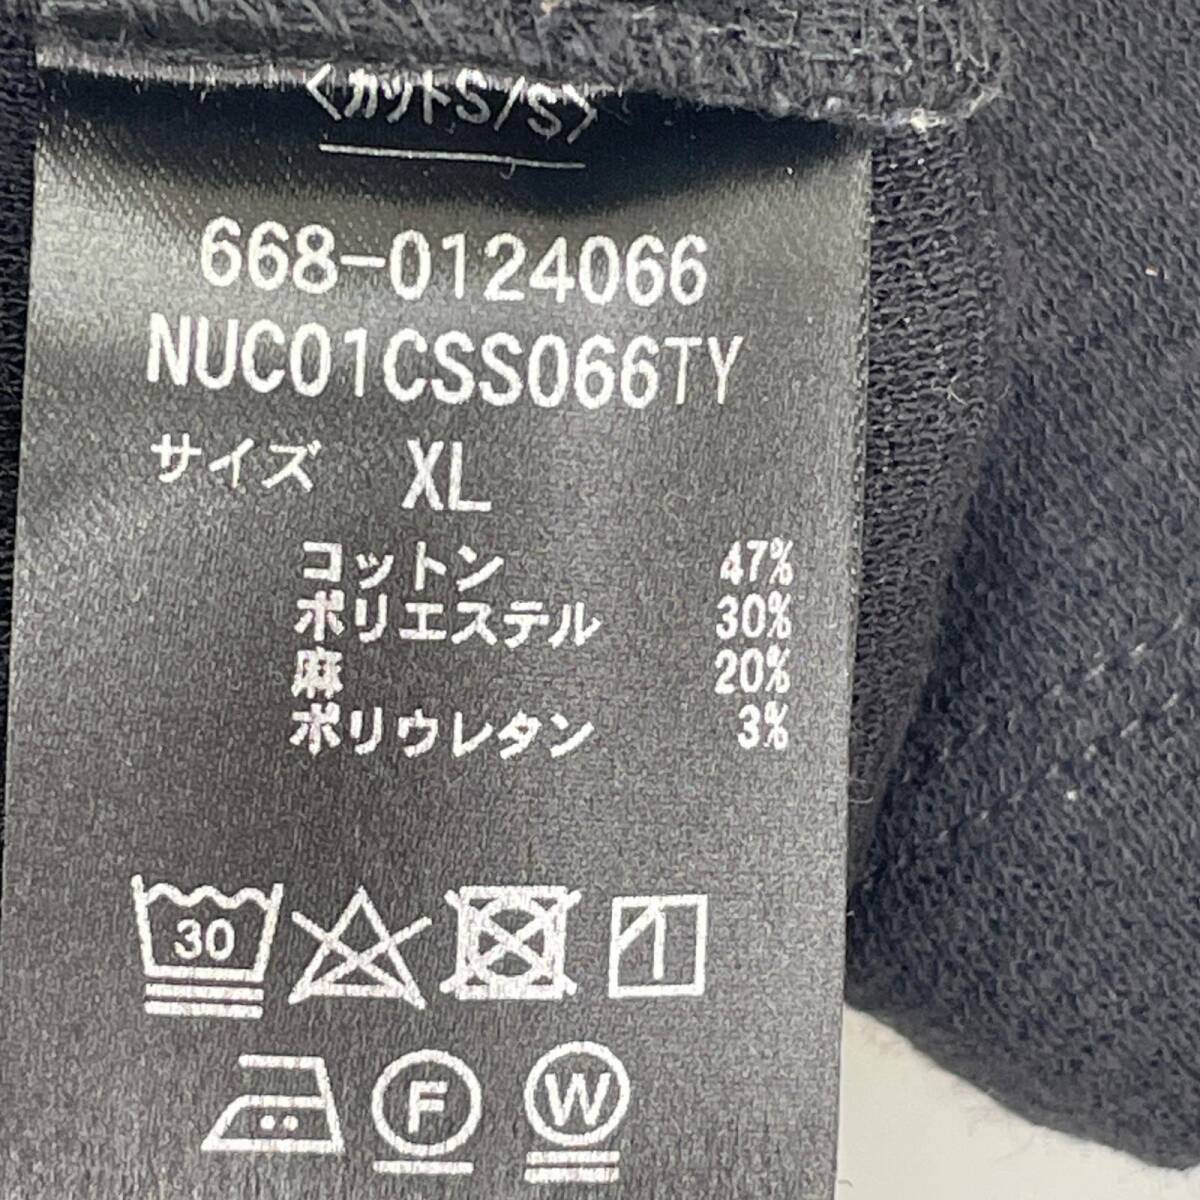 〈カットS/S〉
668-0124066
NUC01CSS066TY
サイズ XL
コットン 47%
ポリエステル 30%
麻 20%
ポリウレタン 3%
30
F
W